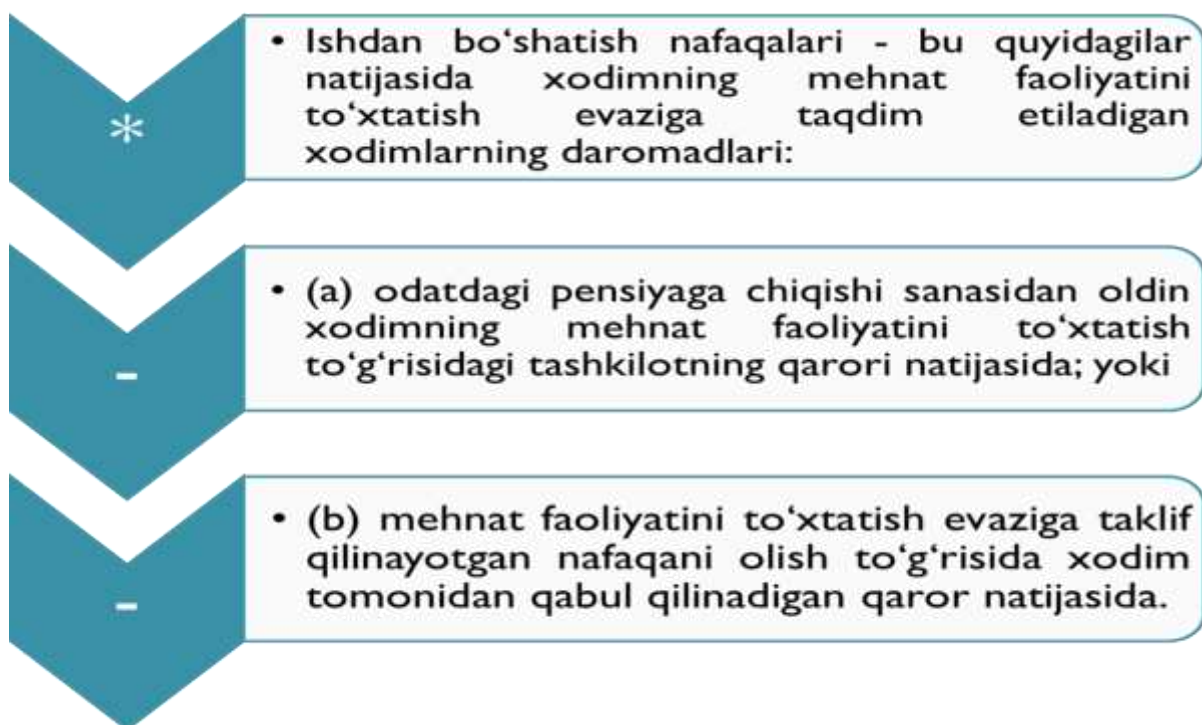 *
• Ishdan bo‘shatish nafaqalari - bu quyidagilar
natijasida xodimning mehnat faoliyatini
to‘xtatish evaziga taqdim etiladigan
xodimlarning daromadlari:
-
• (a) odatdagi pensiyaga chiqishi sanasidan oldin
xodimning mehnat faoliyatini to‘xtatish
to‘g‘risidagi tashkilotning qarori natijasida; yoki
-
• (b) mehnat faoliyatini to‘xtatish evaziga taklif
qilinayotgan nafaqani olish to‘g‘risida xodim
tomonidan qabul qilinadigan qaror natijasida.